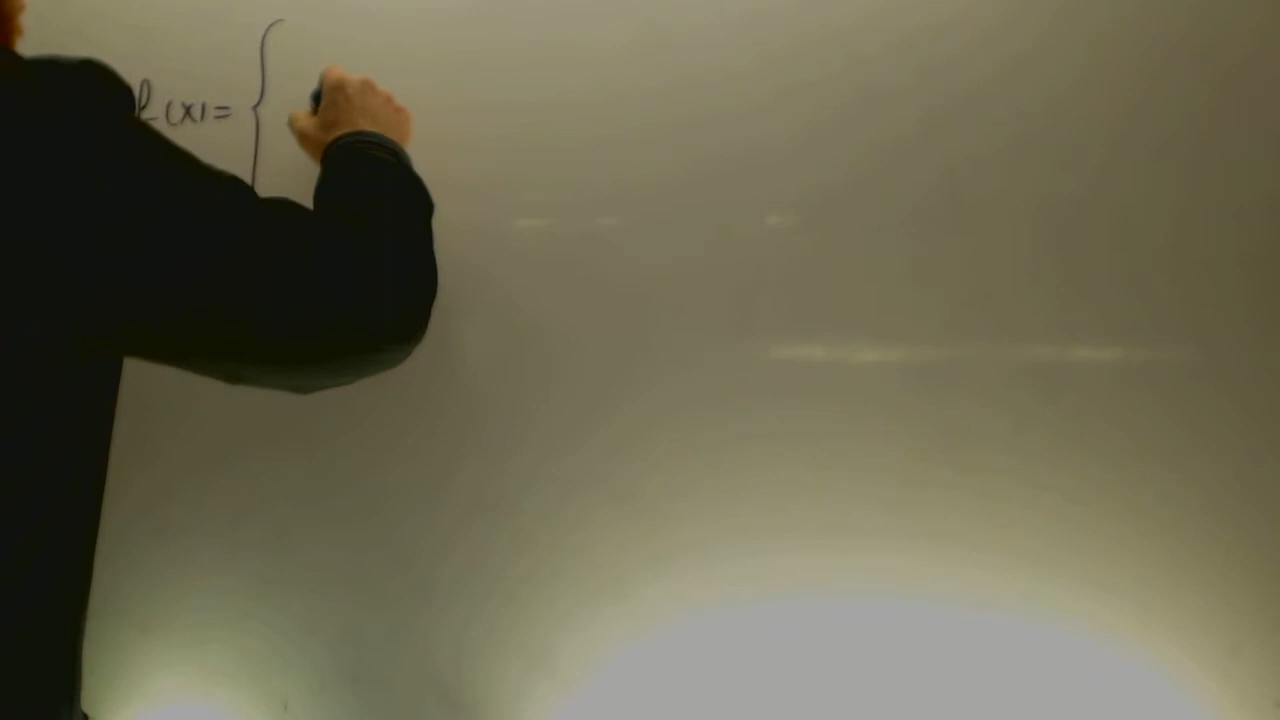 f(x)= {